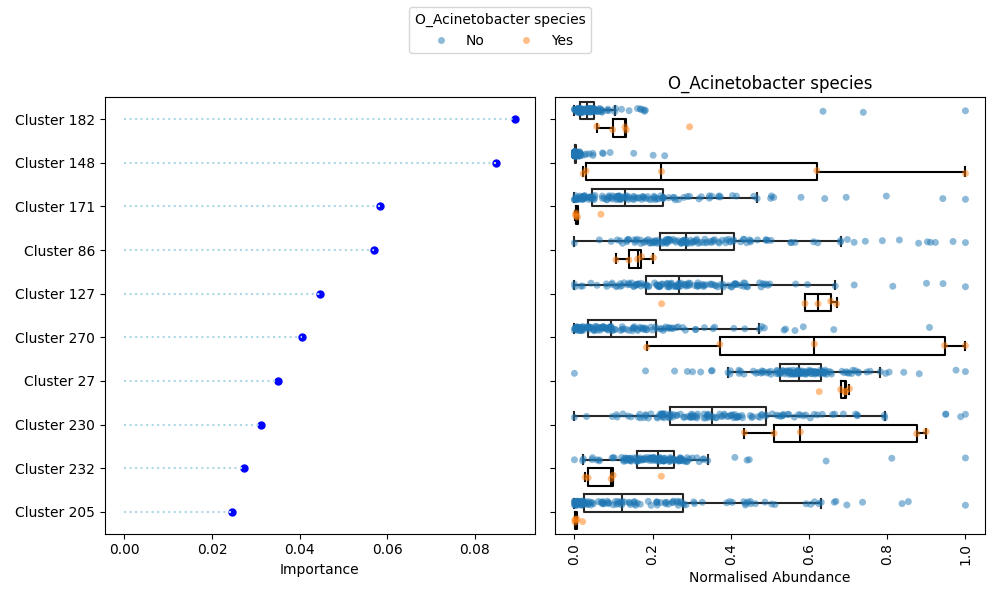 O_Acinetobacter species
No Yes
O_Acinetobacter species
Cluster 182
Cluster 148
Cluster 171
Cluster 86
Cluster 127
Cluster 270
Cluster 27
Cluster 230
Cluster 232
Cluster 205
0.00 0.02 0.04 0.06 0.08
Importance
0.0 0.2 0.4 0.6 0.8 1.0
Normalised Abundance